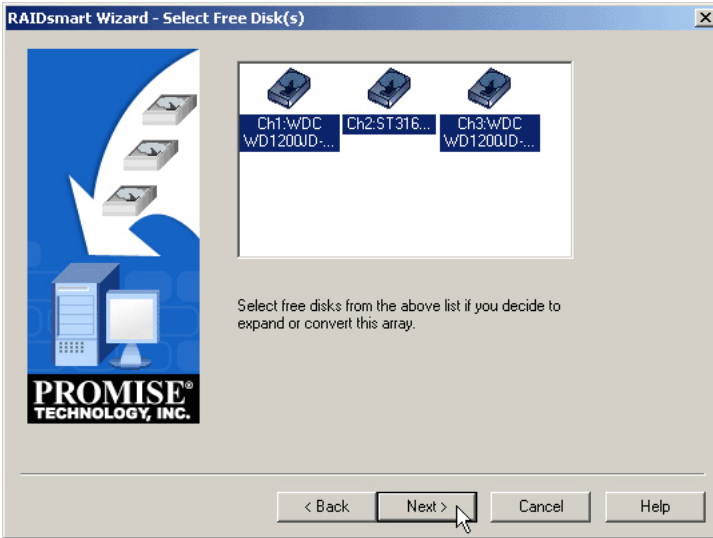 RAIDsmart Wizard - Select Free Disk(s)
Ch1:WDC
WD1200JD-...
Ch2:ST316...
Ch3:WDC
WD1200JD-...
Select free disks from the above list if you decide to
expand or convert this array.
PROMISE®
TECHNOLOGY, INC.
< Back
Next >
Cancel
Help